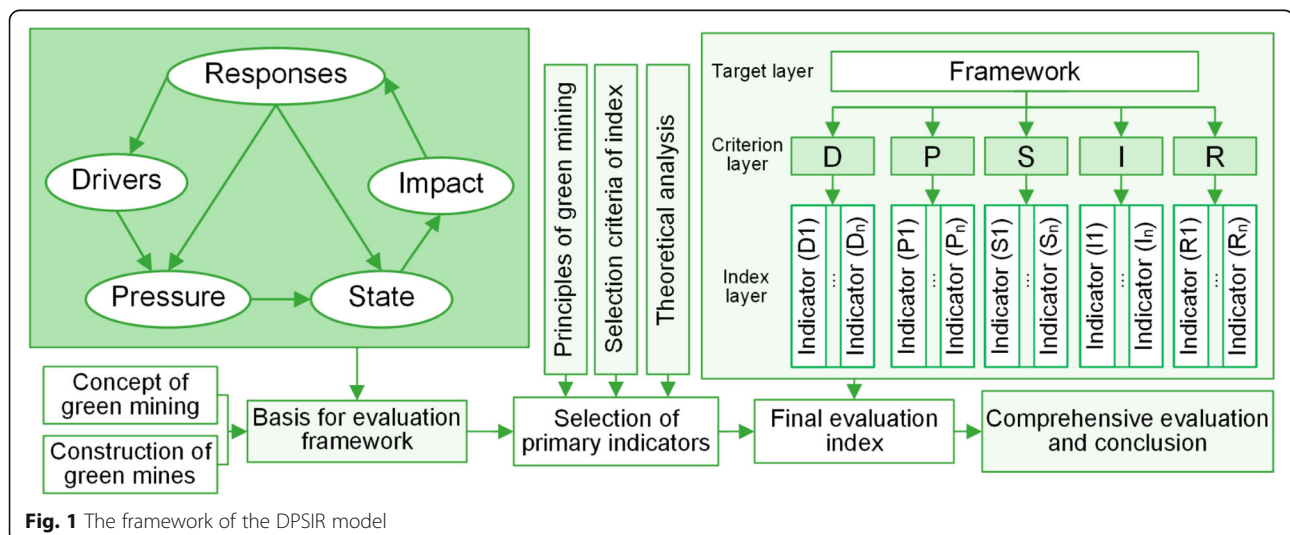 Responses
Drivers
Impact
Pressure
State
Principles of green mining
Selection criteria of index
Theoretical analysis
Target layer
Framework
Criterion
layer
D
P
S
I
R
Index
layer
Indicator (D1)
...
Indicator (Dn)
Indicator (P1)
...
Indicator (Pn)
Indicator (S1)
...
Indicator (Sn)
Indicator (I1)
...
Indicator (In)
Indicator (R1)
...
Indicator (Rn)
Concept of
green mining
Construction of
green mines
Basis for evaluation
framework
Selection of
primary indicators
Final evaluation
index
Comprehensive evaluation
and conclusion
Fig. 1 The framework of the DPSIR model